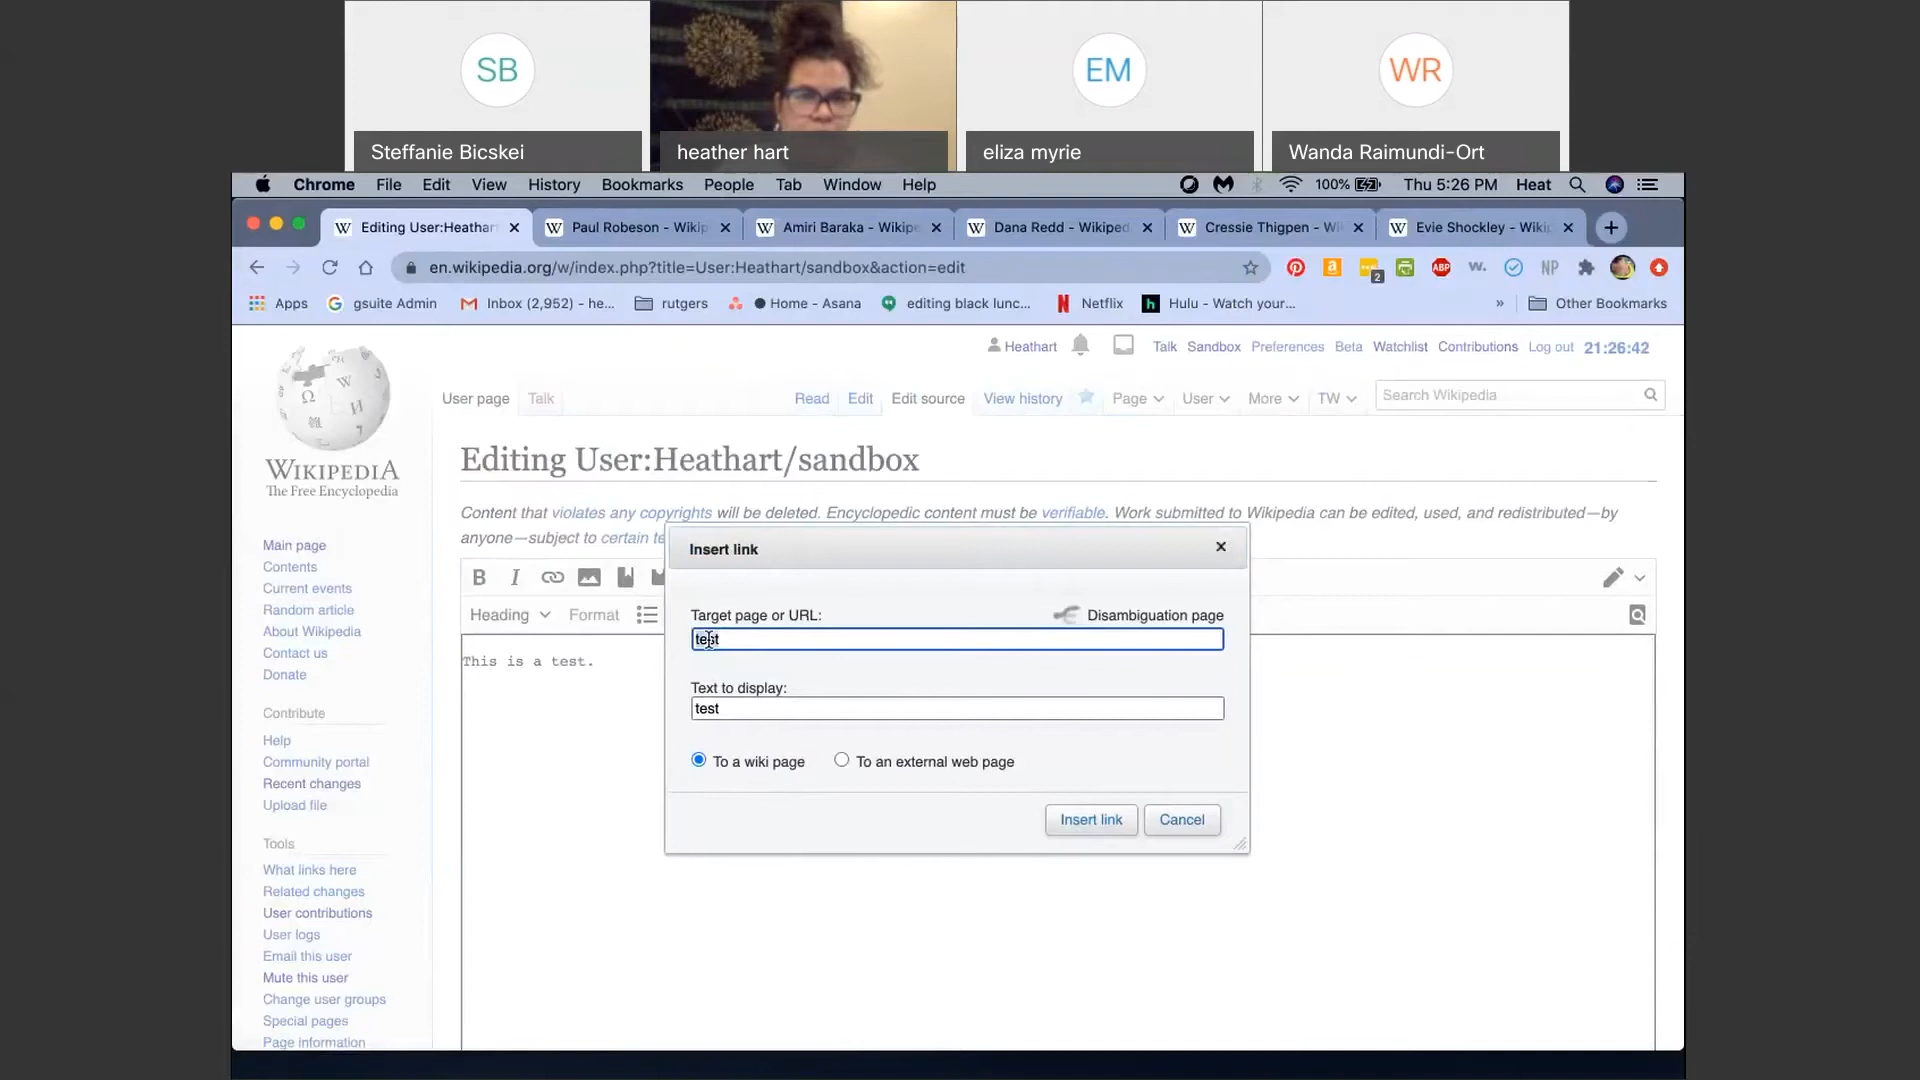 SB
EM
WR
Steffanie Bicskei
heather hart
eliza myrie
Wanda Raimundi-Ort
Chrome File Edit View History Bookmarks People Tab Window Help 100% Thu 5:26 PM Heat
Editing User:Heathar
Paul Robeson - Wikip
Amiri Baraka - Wikipe
Dana Redd - Wikiped
Cressie Thigpen - Wi
Evie Shockley - Wikip
en.wikipedia.org/w/index.php?title=User:Heathart/sandbox&action=edit 2 ABP w. NP
Apps gsuite Admin Inbox (2,952) - he... rutgers Home - Asana editing black lunc... Netflix Hulu - Watch your... » Other Bookmarks
Heathart Talk Sandbox Preferences Beta Watchlist Contributions Log out 21:26:42
User page Talk Read Edit Edit source View history Page User More TW Search Wikipedia
WIKIPEDIA
The Free Encyclopedia
Editing User:Heathart/sandbox
Content that violates any copyrights will be deleted. Encyclopedic content must be verifiable. Work submitted to Wikipedia can be edited, used, and redistributed—by
anyone—subject to certain te
B I
Heading Format
This is a test.
Insert link
Target page or URL: Disambiguation page
test
Text to display:
test
To a wiki page To an external web page
Insert link Cancel
Main page
Contents
Current events
Random article
About Wikipedia
Contact us
Donate
Contribute
Help
Community portal
Recent changes
Upload file
Tools
What links here
Related changes
User contributions
User logs
Email this user
Mute this user
Change user groups
Special pages
Page information